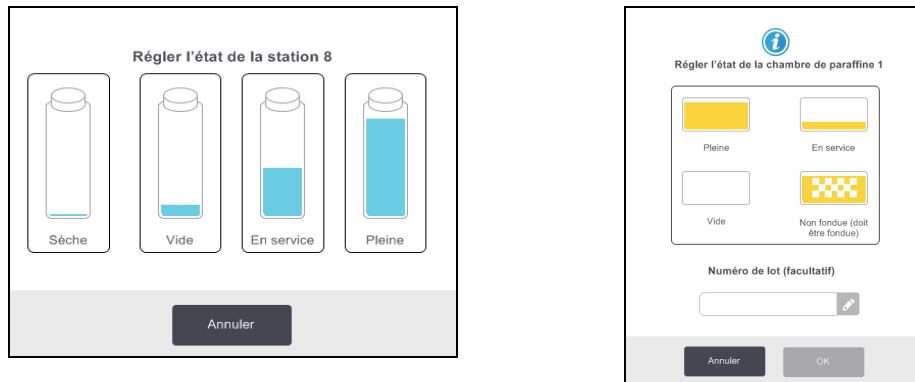 Régler l'état de la station 8
Sèche
Vide
En service
Pleine
Annuler
i
Régler l'état de la chambre de paraffine 1
Pleine
En service
Vide
Non fondue (doit
être fondue)
Numéro de lot (facultatif)
Annuler
OK